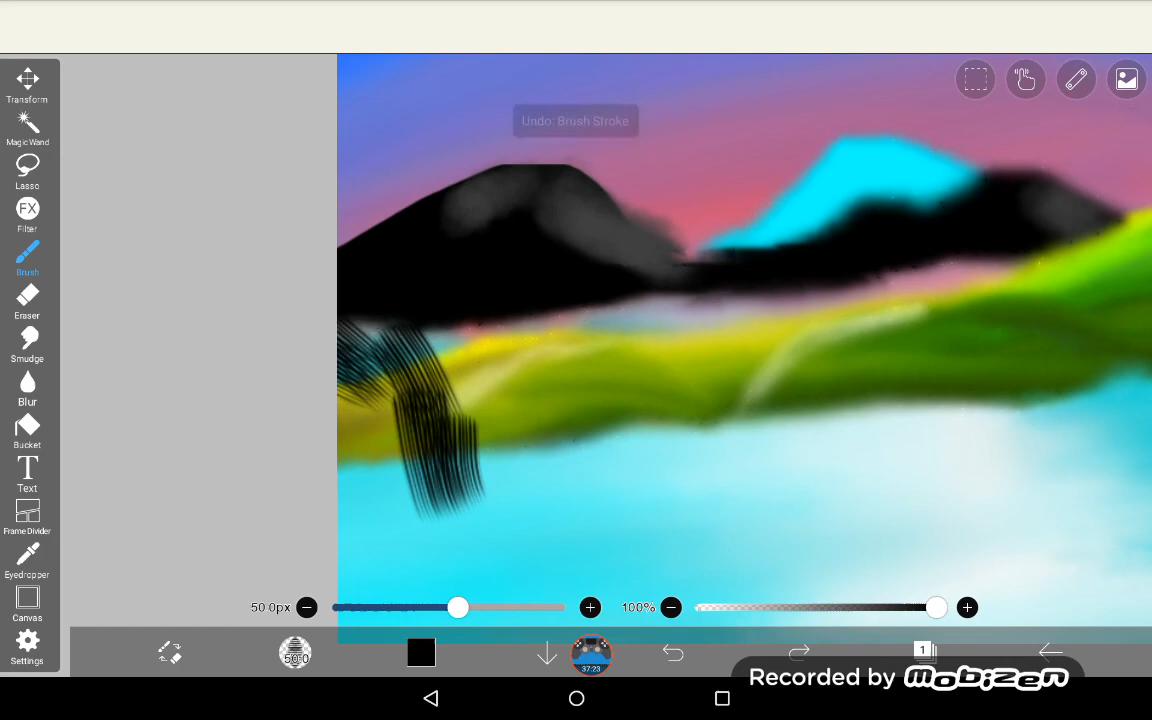 Undo: Brush Stroke
Transform
Magic Wand
Lasso
FX
Filter
Brush
Eraser
Smudge
Blur
Bucket
T
Text
Frame Divider
Eyedropper
Canvas
Settings
50.0px
100%
50.0
37:23
1
Recorded by mobizen